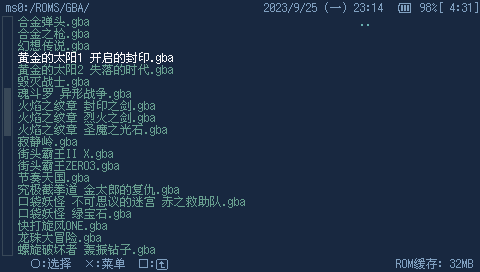 ms0:/ROMS/GBA/ 2023/9/25 (一) 23:14 98%[ 4:31]
..
合金弹头.gba
合金之枪.gba
幻想传说.gba
黄金的太阳1 开启的封印.gba
黄金的太阳2 失落的时代.gba
毁灭战士.gba
魂斗罗 异形战争.gba
火焰之纹章 封印之剑.gba
火焰之纹章 烈火之剑.gba
火焰之纹章 圣魔之光石.gba
寂静岭.gba
街头霸王II X.gba
街头霸王ZERO3.gba
节奏天国.gba
究极截拳道 金太郎的复仇.gba
口袋妖怪 不可思议的迷宫 赤之救助队.gba
口袋妖怪 绿宝石.gba
快打旋风ONE.gba
龙珠大冒险.gba
螺旋破坏者 轰振钻子.gba
○:选择 ×:菜单 □: ROM缓存: 32MB